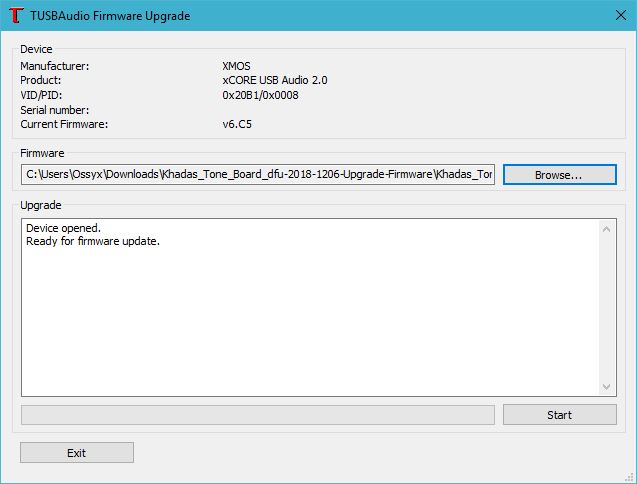 TUSBAudio Firmware Upgrade
Device
Manufacturer: XMOS
Product: xCORE USB Audio 2.0
VID/PID: 0x20B1/0x0008
Serial number:
Current Firmware: v6.C5
Firmware
C:\Users\Ossyx\Downloads\Khadas_Tone_Board_dfu-2018-1206-Upgrade-Firmware\Khadas_Ton Browse...
Upgrade
Device opened.
Ready for firmware update.
Start
Exit